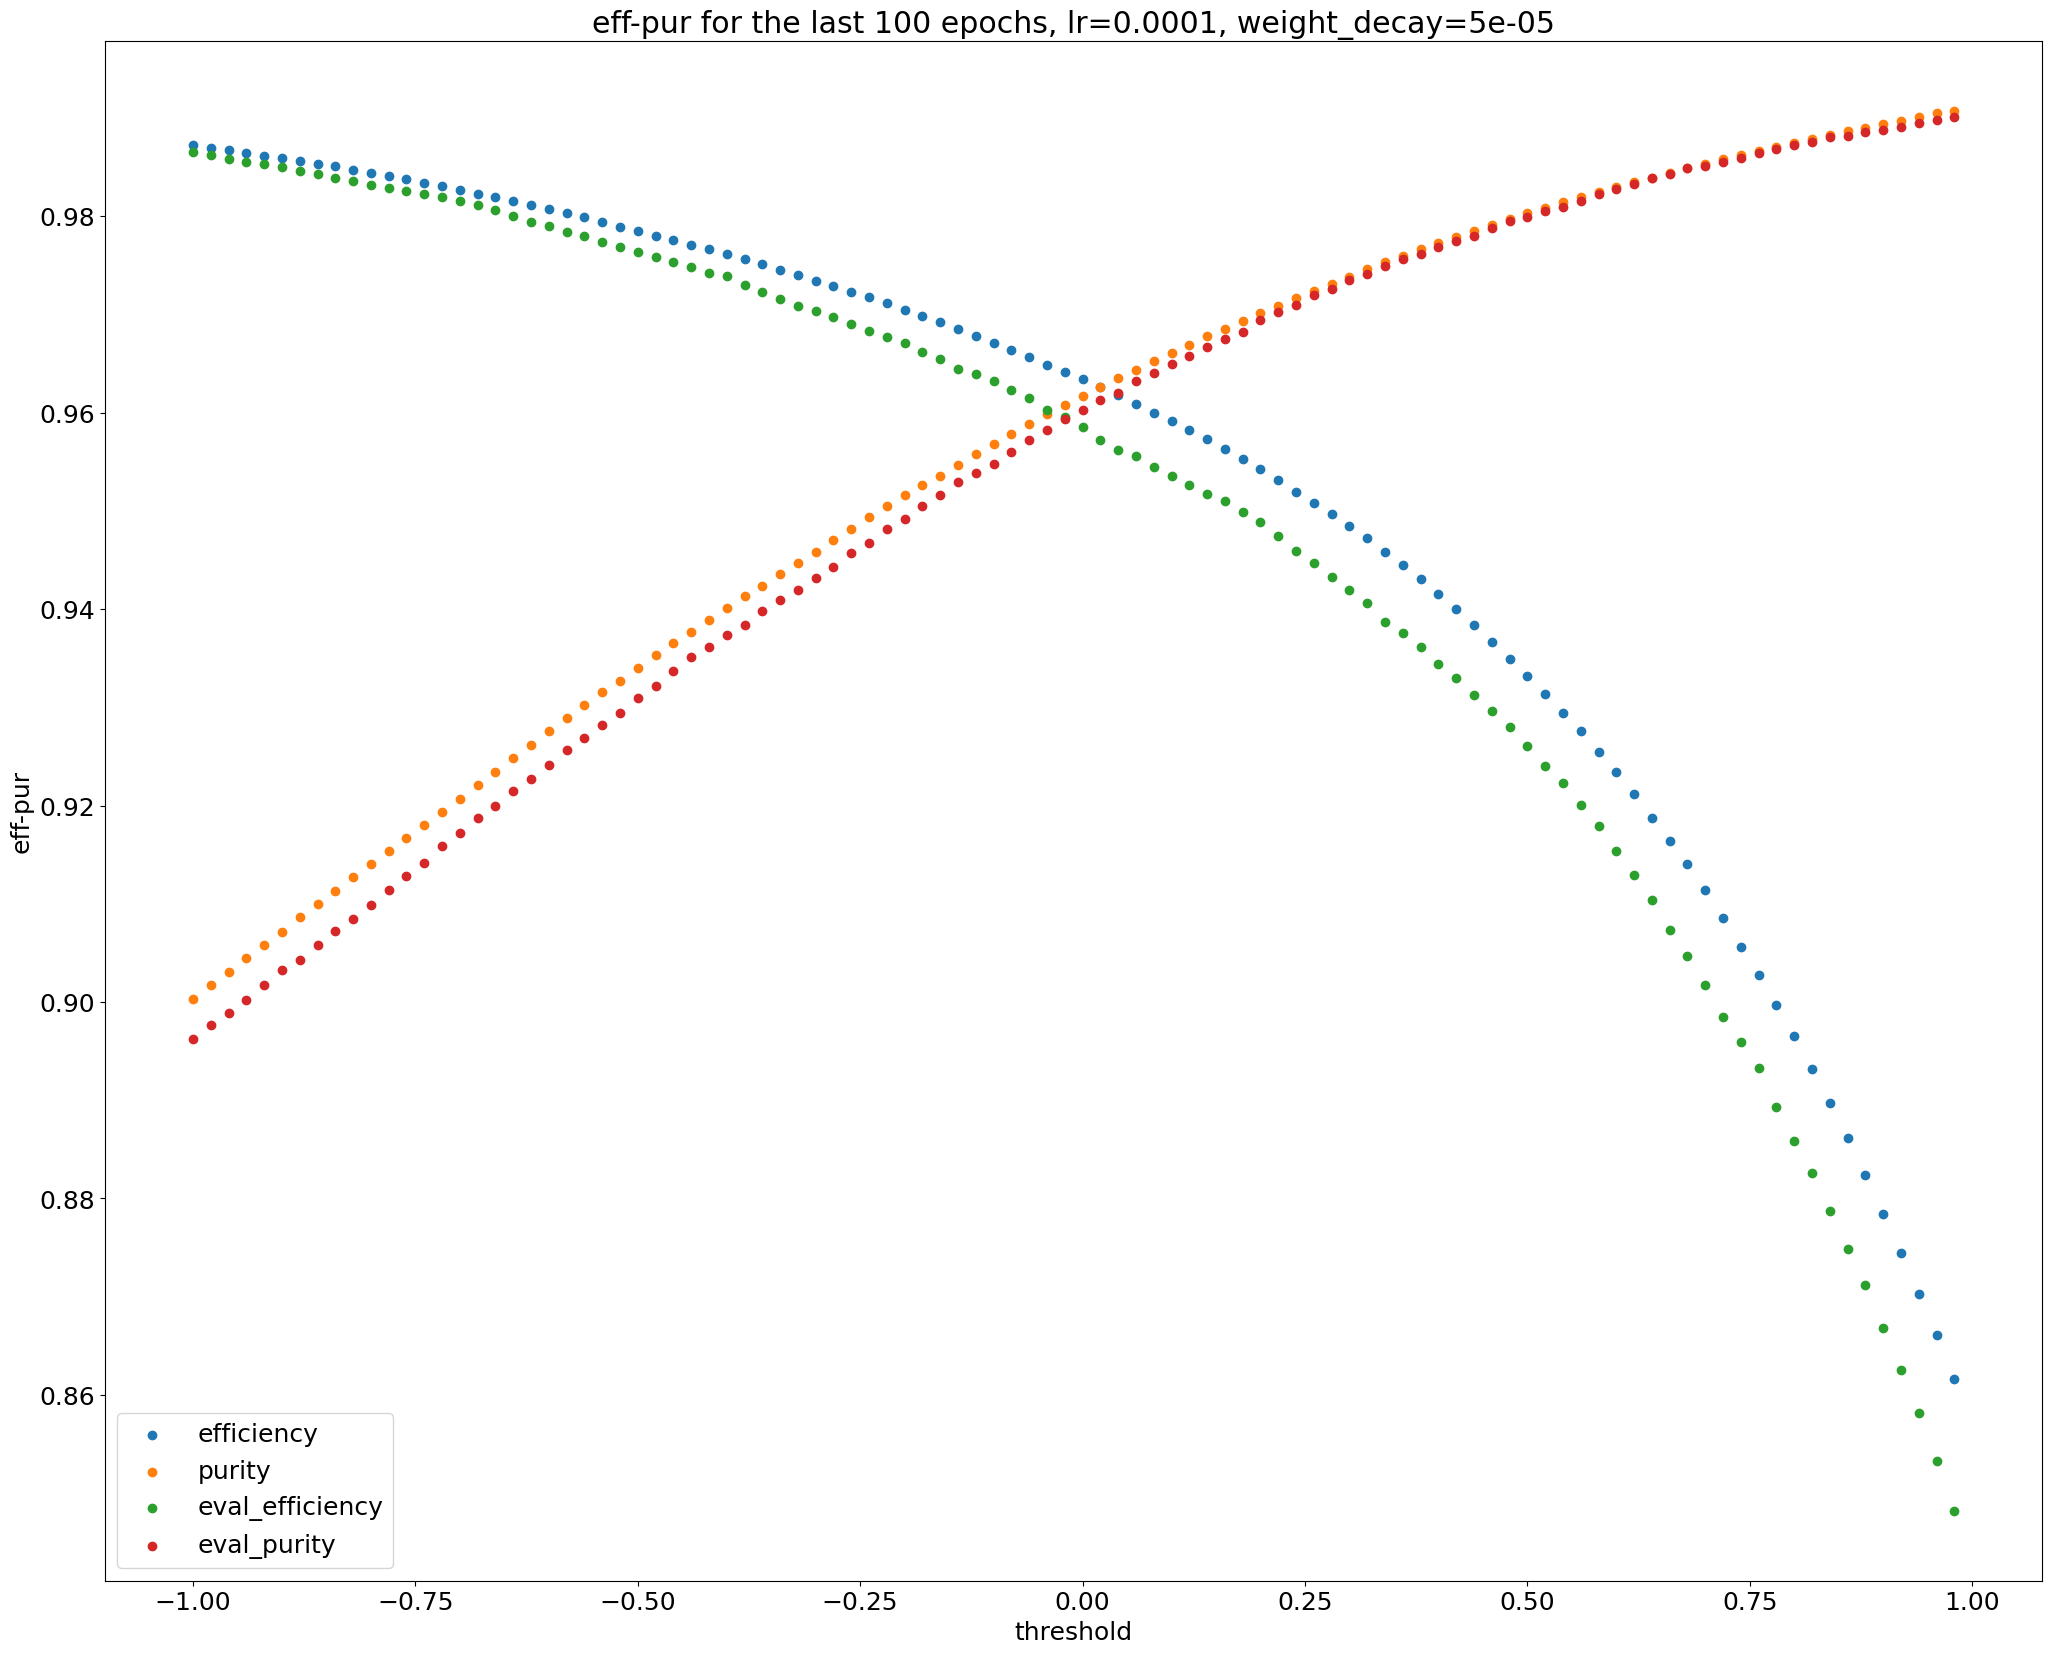 eff-pur for the last 100 epochs, lr=0.0001, weight_decay=5e-05
eff-pur
0.98
0.96
0.94
0.92
0.90
0.88
0.86
efficiency
purity
eval_efficiency
eval_purity
−1.00 −0.75 −0.50 −0.25 0.00 0.25 0.50 0.75 1.00
threshold